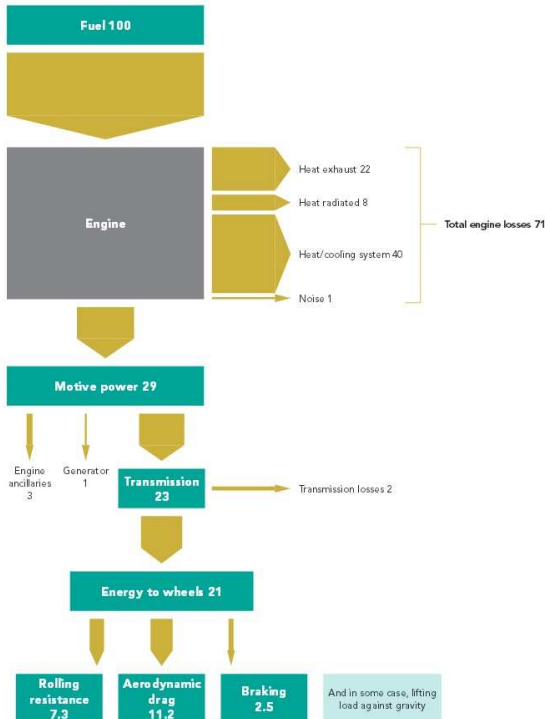 Fuel 100
Heat exhaust 22
Heat radiated 8
Engine
Total engine losses 71
Heat/cooling system 40
Noise 1
Motive power 29
Engine
ancillaries
3
Generator
1
Transmission
23
Transmission losses 2
Energy to wheels 21
Rolling
resistance
7.3
Aerodynamic
drag
11.2
Braking
2.5
And in some case, lifting
load against gravity